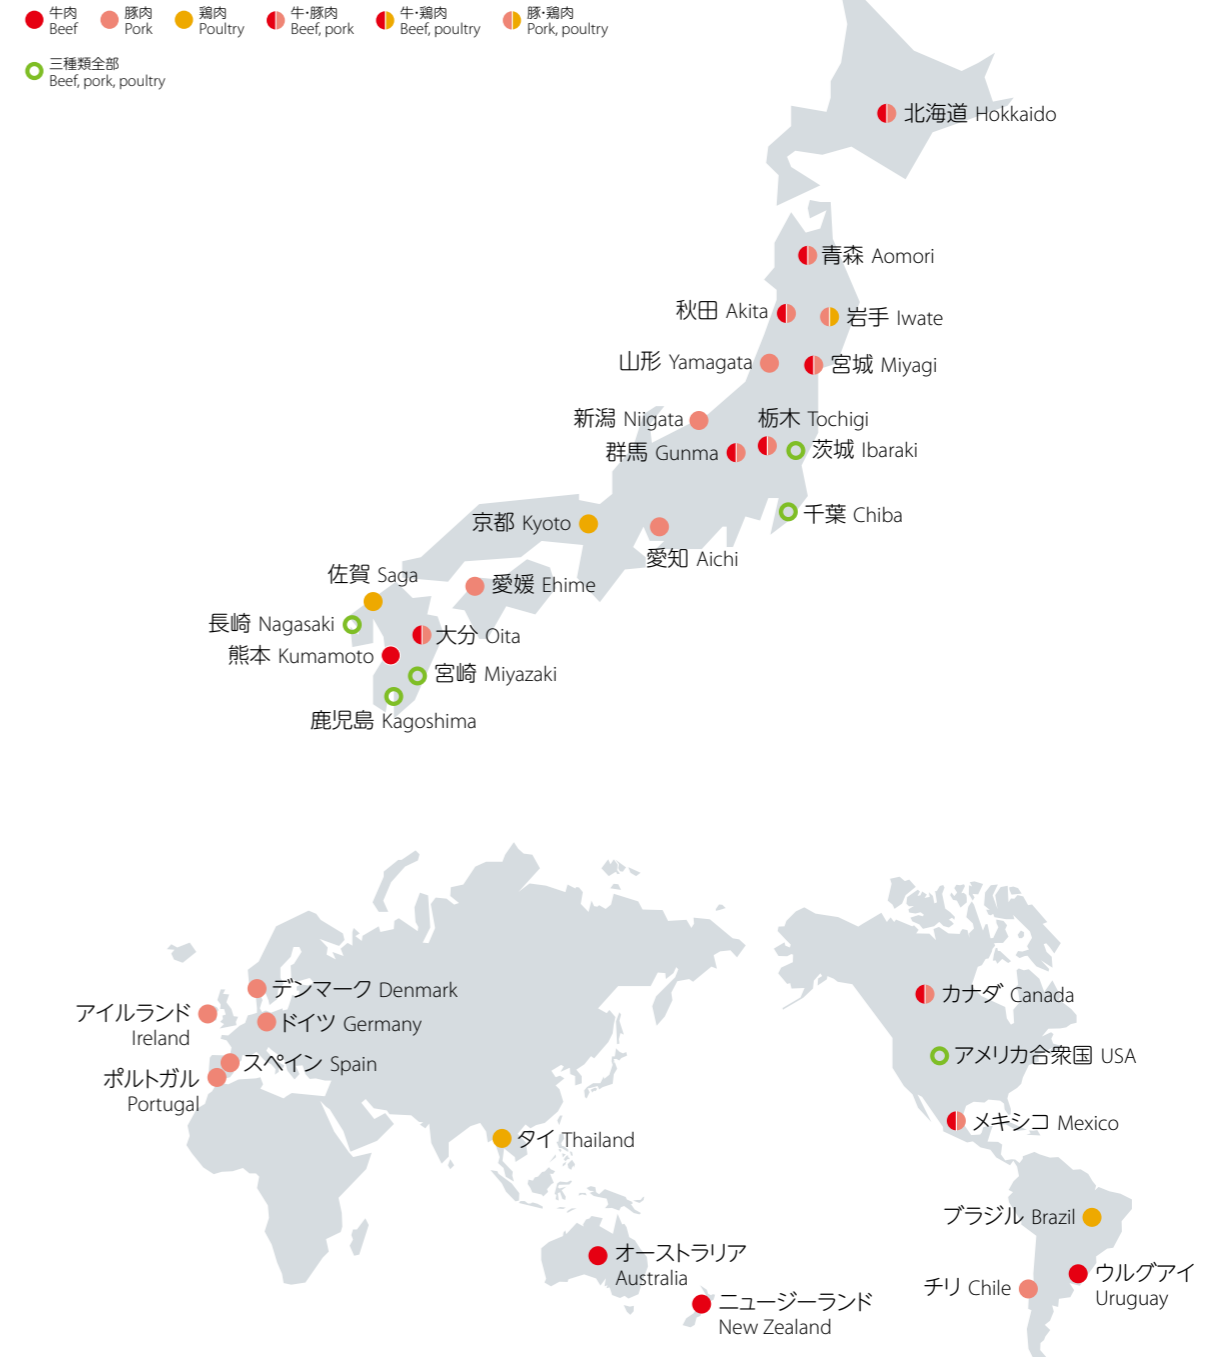 牛肉
Beef
豚肉
Pork
鶏肉
Poultry
牛・豚肉
Beef, pork
牛・鶏肉
Beef, poultry
豚・鶏肉
Pork, poultry
三種類全部
Beef, pork, poultry
北海道 Hokkaido
青森 Aomori
秋田 Akita
岩手 Iwate
山形 Yamagata
宮城 Miyagi
新潟 Niigata
栃木 Tochigi
群馬 Gunma
茨城 Ibaraki
京都 Kyoto
千葉 Chiba
愛知 Aichi
佐賀 Saga
愛媛 Ehime
長崎 Nagasaki
大分 Oita
熊本 Kumamoto
宮崎 Miyazaki
鹿児島 Kagoshima
デンマーク Denmark
カナダ Canada
アイルランド
Ireland
ドイツ Germany
アメリカ合衆国 USA
スペイン Spain
ポルトガル
Portugal
メキシコ Mexico
タイ Thailand
ブラジル Brazil
オーストラリア
Australia
ウルグアイ
Uruguay
チリ Chile
ニュージーランド
New Zealand